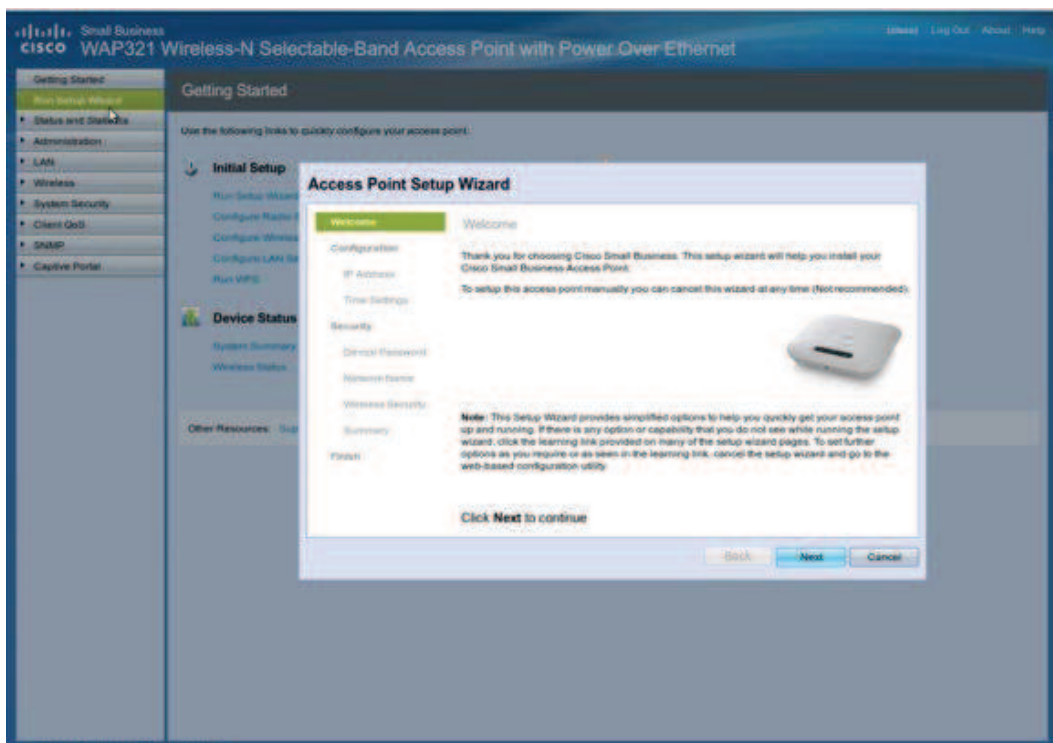 Small Business
CISCO WAP321 Wireless-N Selectable-Band Access Point with Power Over Ethernet
(cisco) Log Out About Help
Getting Started
Run Setup Wizard
Status and Statistics
Administration
LAN
Wireless
System Security
Client QoS
SNMP
Captive Portal
Getting Started
Use the following links to quickly configure your access point.
Initial Setup
Run Setup Wizard
Configure Radio
Configure Wireless
Configure LAN Se
Run WPS
Device Status
System Summary
Wireless Status
Other Resources: Sup
Access Point Setup Wizard
Welcome
Configuration
IP Address
Time Settings
Security
Device Password
Network Name
Wireless Security
Summary
Finish
Welcome
Thank you for choosing Cisco Small Business. This setup wizard will help you install your
Cisco Small Business Access Point.
To setup this access point manually you can cancel this wizard at any time (Not recommended).
Note: This Setup Wizard provides simplified options to help you quickly get your access point
up and running. If there is any option or capability that you do not see while running the setup
wizard, click the learning link provided on many of the setup wizard pages. To set further
options as you require or as seen in the learning link, cancel the setup wizard and go to the
web-based configuration utility.
Click Next to continue
Back Next Cancel